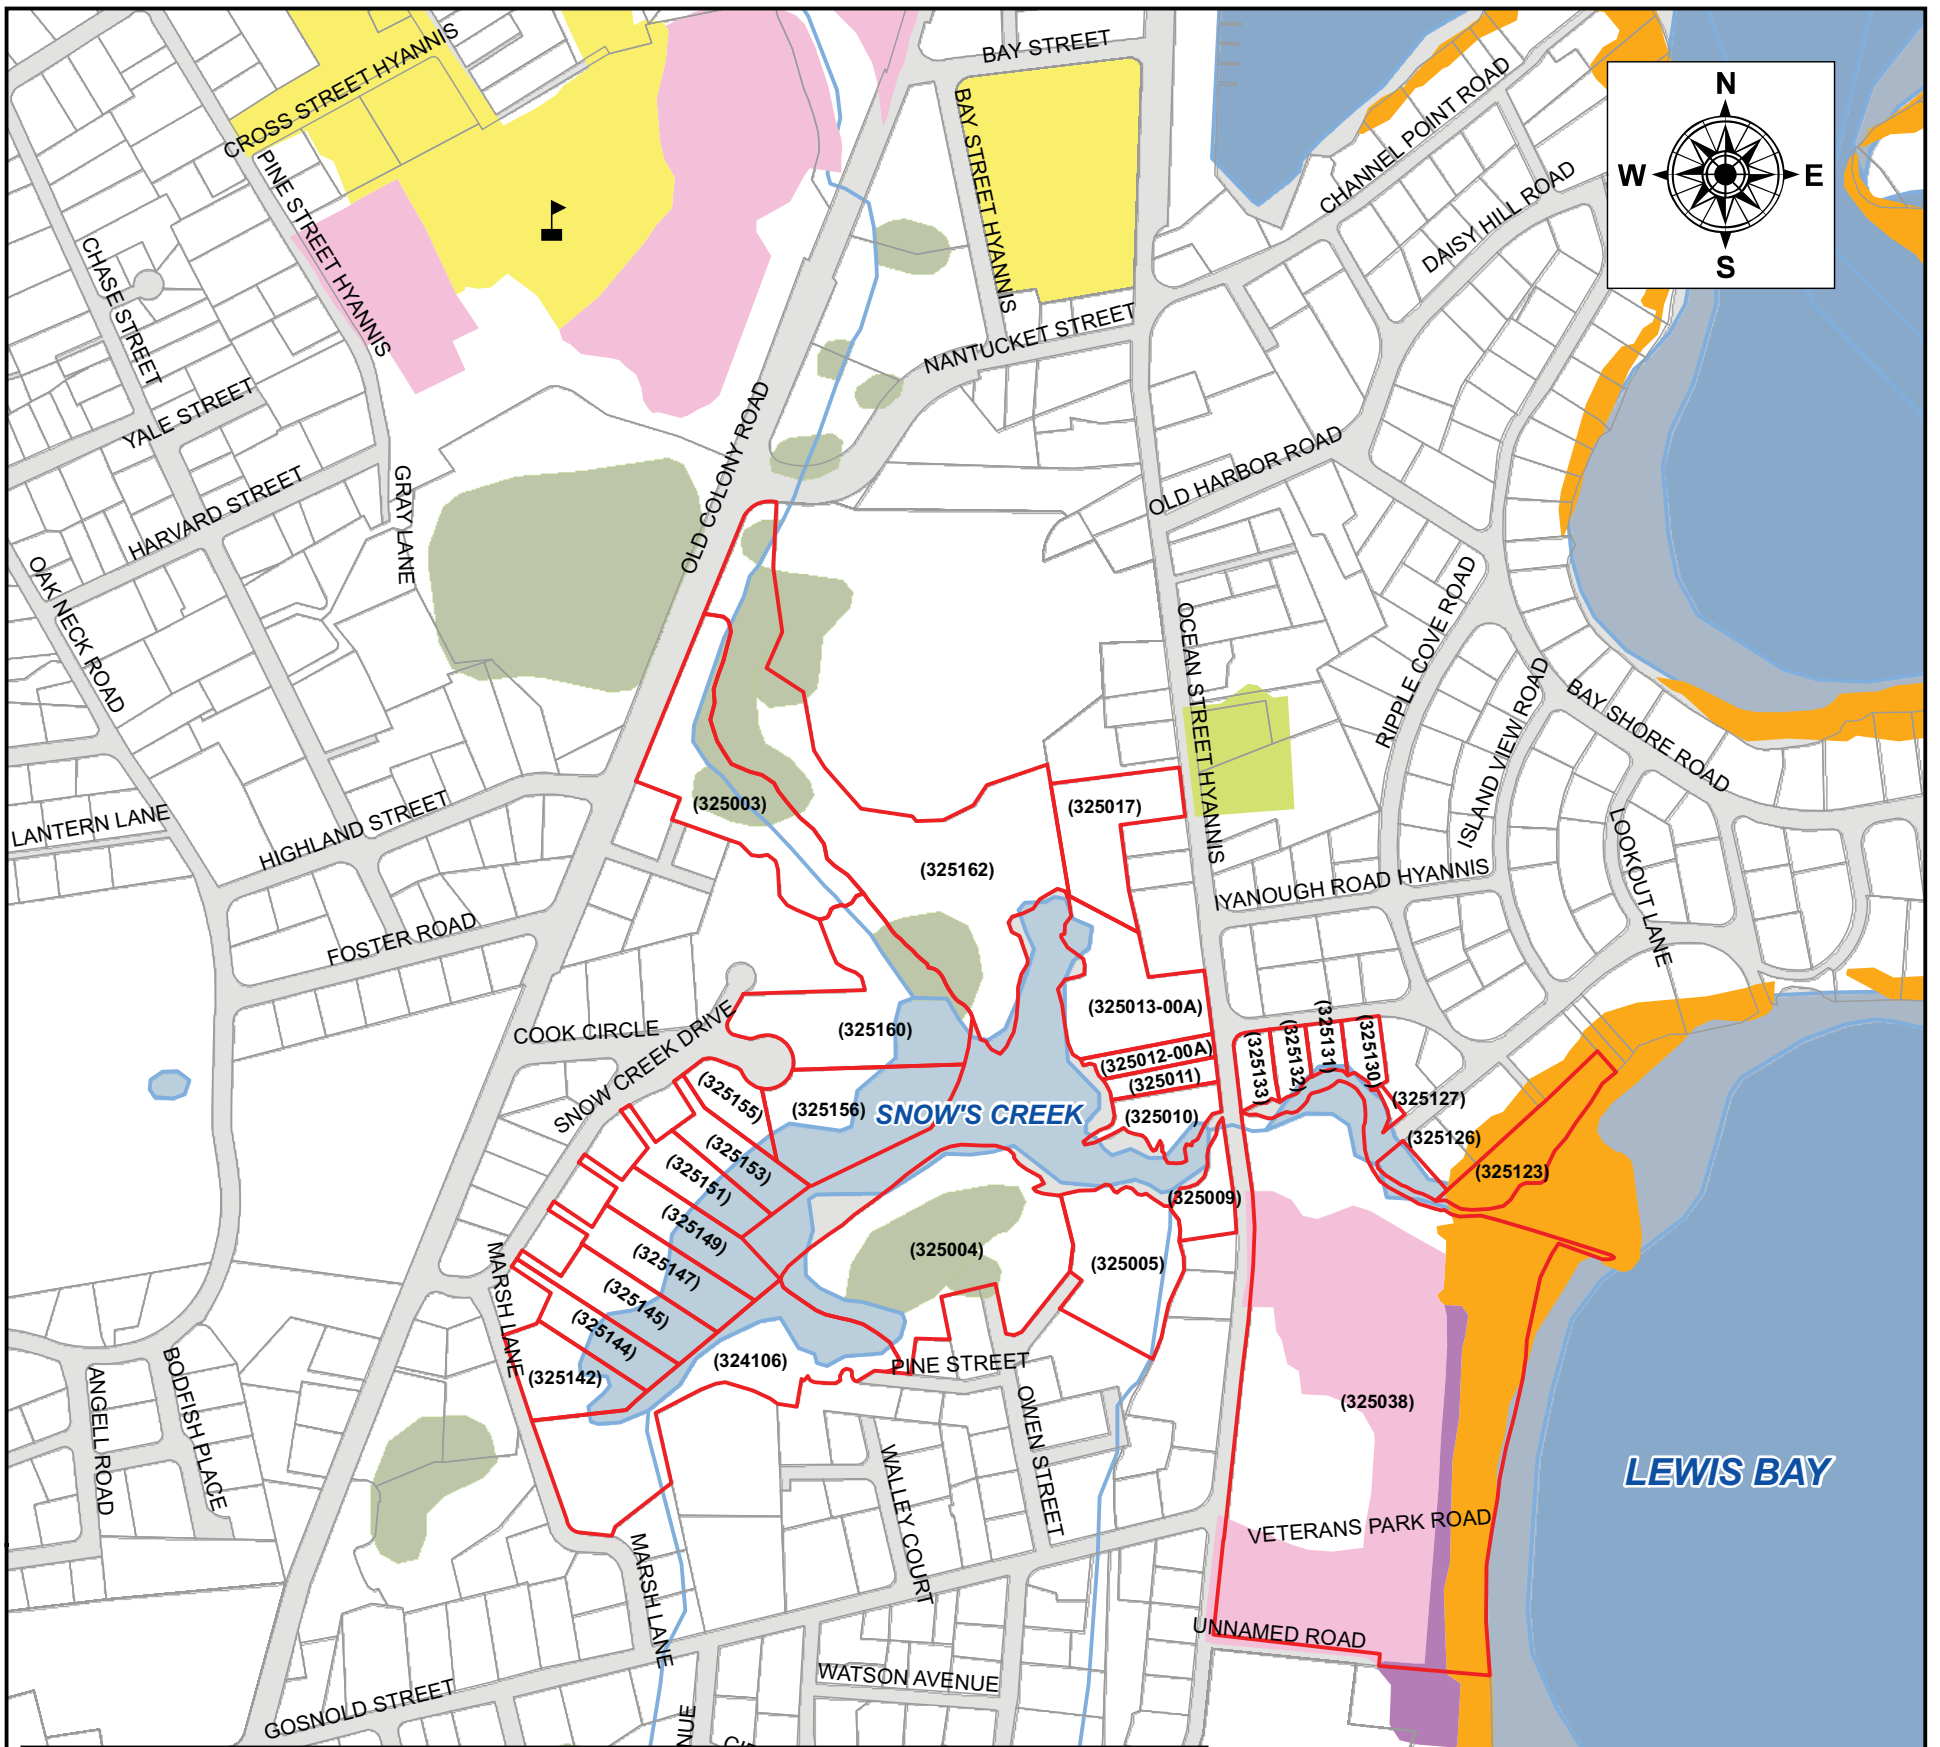 BAY STREET
CROSS STREET HYANNIS
CHANNEL POINT ROAD
N
W
E
S
BAY STREET HYANNIS
PINE STREET HYANNIS
DAISY HILL ROAD
CHASE STREET
NANTUCKET STREET
YALE STREET
OLD COLONY ROAD
OLD HARBOR ROAD
HARVARD STREET
GRAY LANE
OAK NECK ROAD
OCEAN STREET HYANNIS
RIPPLE COVE ROAD
ISLAND VIEW ROAD
BAY SHORE ROAD
(325003)
(325017)
LANTERN LANE
HIGHLAND STREET
LOOKOUT LANE
(325162)
IYANOUGH ROAD HYANNIS
FOSTER ROAD
(325013-00A)
COOK CIRCLE
SNOW CREEK DRIVE
(325160)
(325012-00A)
(325011)
(325010)
(325133)
(325132)
(325131)
(325130)
(325127)
(325126)
(325123)
(325155)
(325156)
SNOW'S CREEK
(325153)
(325151)
(325149)
(325147)
(325145)
(325144)
(325142)
(325009)
(325004)
(325005)
MARSH LANE
(324106)
PINE STREET
ANGELL ROAD
BODFISH PLACE
OWEN STREET
(325038)
WALLEY COURT
LEWIS BAY
VETERANS PARK ROAD
MARSH LANE
UNNAMED ROAD
WATSON AVENUE
GOSNOLD STREET
NUE